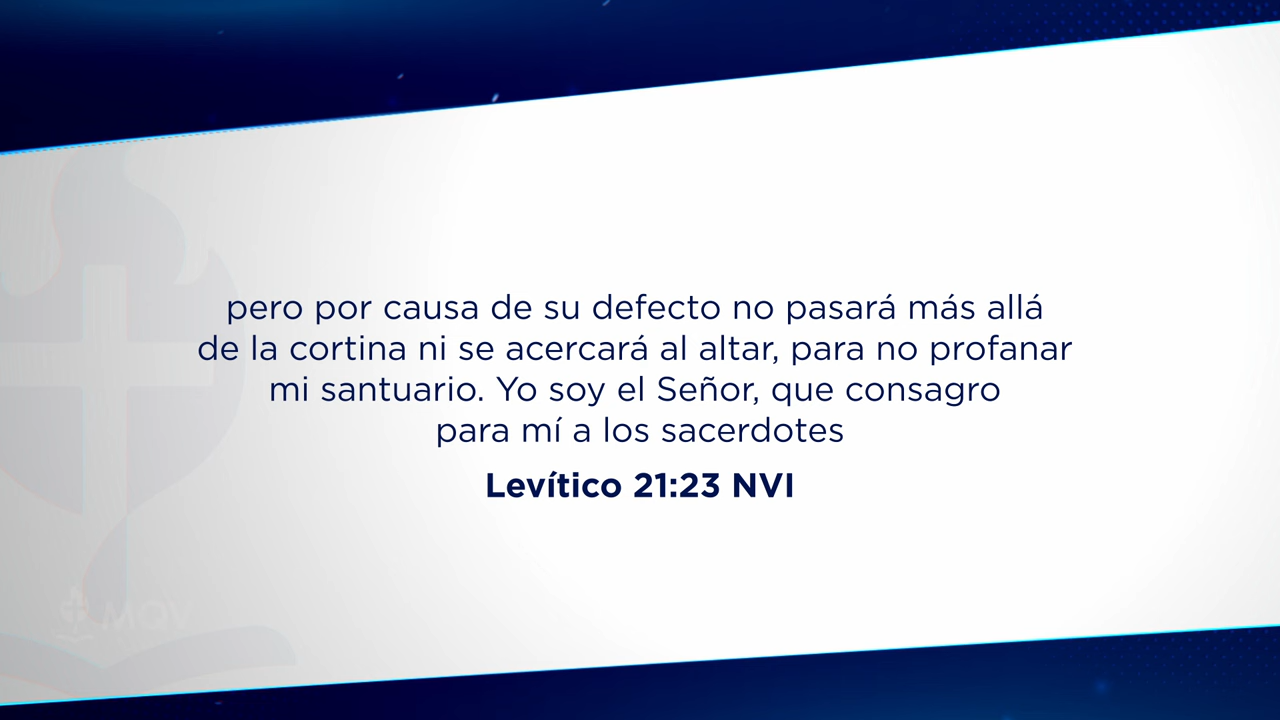 pero por causa de su defecto no pasará más allá
de la cortina ni se acercará al altar, para no profanar
mi santuario. Yo soy el Señor, que consagro
para mí a los sacerdotes
Levítico 21:23 NVI
MQV